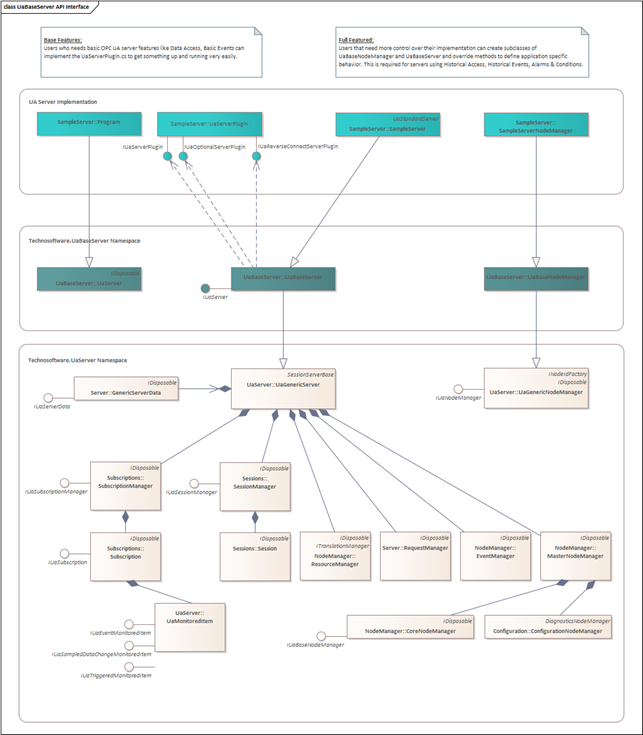 class UaBaseServer API Interface
Base Features:
Users who needs basic OPC UA server features like Data Access, Basic Events can
implement the UaServerPlugin.cs to get something up and running very easily.
Full Featured:
Users that need more control over their implementation can create subclasses of
UaBaseNodeManager and UaBaseServer and override methods to define application specific
behavior. This is required for servers using Historical Access, Historical Events, Alarms & Conditions.
UA Server Implementation
SampleServer::Program
SampleServer::UaServerPlugin
UaStandardServer
SampleServer::SampleServer
SampleServer::
SampleServerNodeManager
IUaServerPlugin
IUaOptionalServerPlugin
IUaReverseConnectServerPlugin
Technosoftware.UaBaseServer Namespace
IDisposable
UaBaseServer::UaServer
UaBaseServer::UaBaseServer
UaBaseServer::UaBaseNodeManager
IUaServer
Technosoftware.UaServer Namespace
IDisposable
Server::GenericServerData
IUaServerData
SessionServerBase
UaServer::UaGenericServer
INodeIdFactory
IDisposable
UaServer::UaGenericNodeManager
IUaNodeManager
IDisposable
Subscriptions::
SubscriptionManager
IUaSubscriptionManager
IDisposable
Sessions::
SessionManager
IUaSessionManager
IDisposable
Subscriptions::
Subscription
IUaSubscription
IDisposable
Sessions::Session
IDisposable
ITranslationManager
NodeManager::
ResourceManager
IDisposable
Server::RequestManager
IDisposable
NodeManager::
EventManager
IDisposable
NodeManager::
MasterNodeManager
UaServer::
UaMonitoredItem
IUaEventMonitoredItem
IUaSampledDataChangeMonitoredItem
IUaTriggeredMonitoredItem
IDisposable
NodeManager::CoreNodeManager
IUaBaseNodeManager
DiagnosticsNodeManager
Configuration::ConfigurationNodeManager